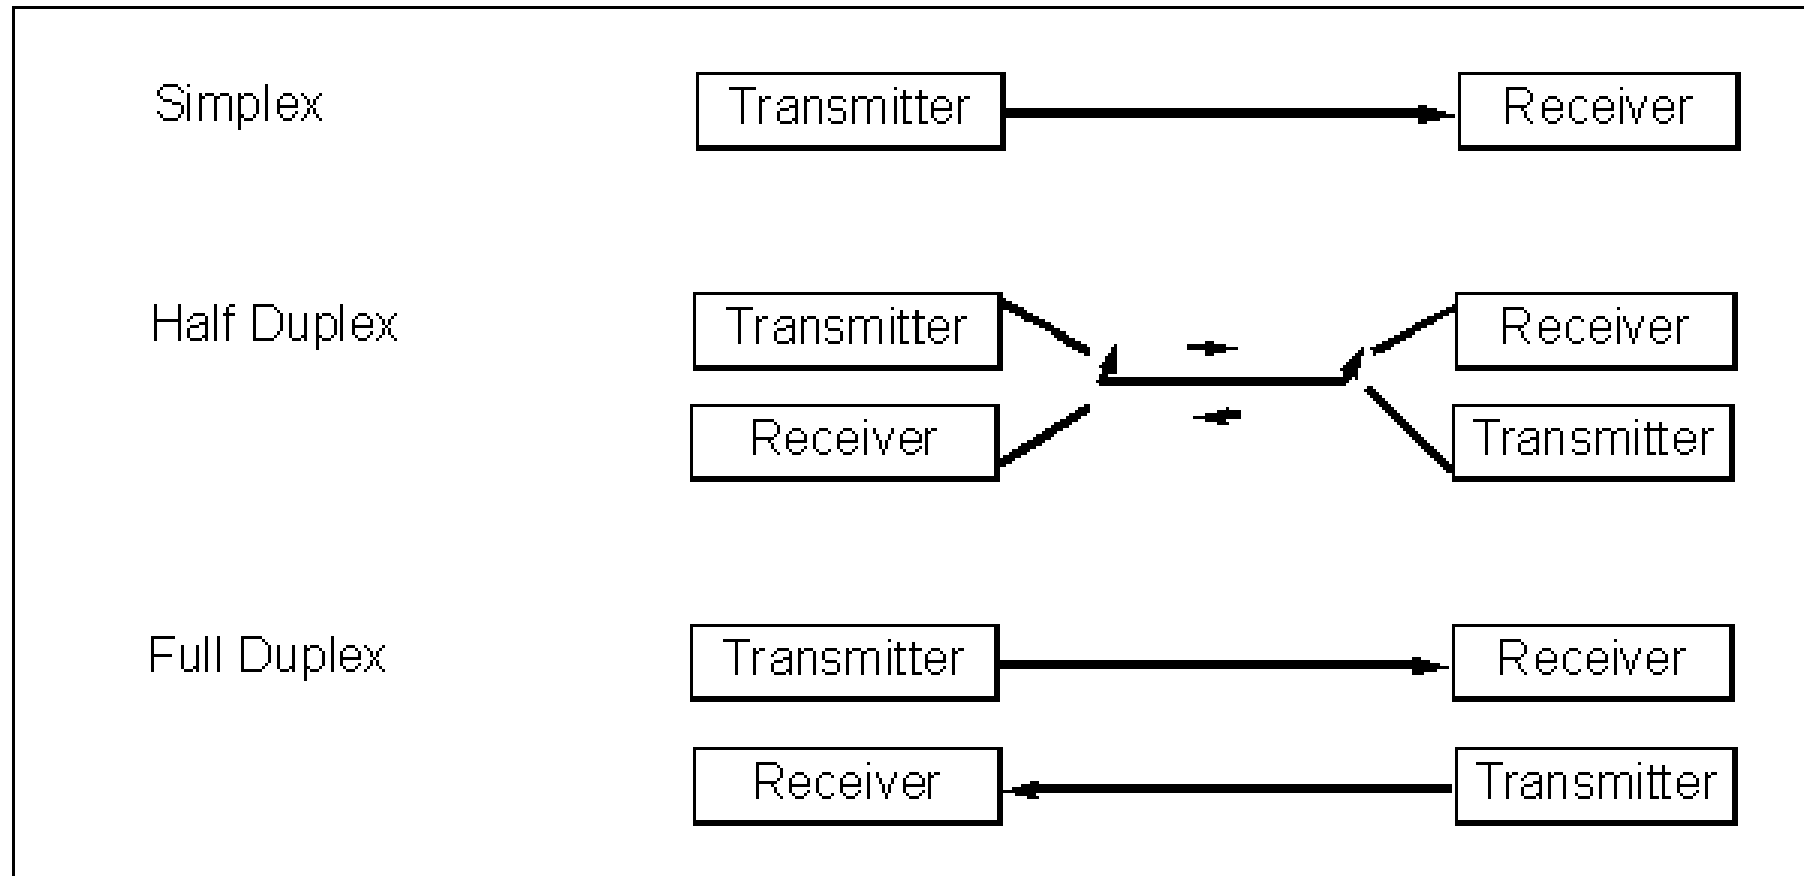 Simplex
Transmitter
Receiver
Half Duplex
Transmitter
Receiver
Receiver
Transmitter
Full Duplex
Transmitter
Receiver
Receiver
Transmitter